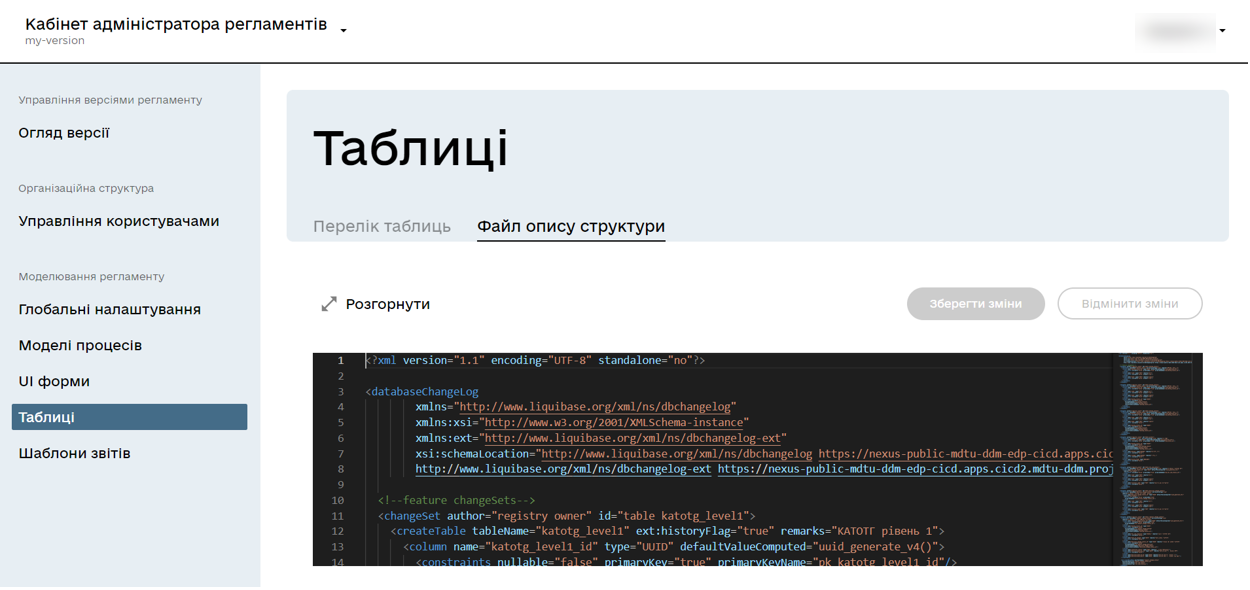 Кабінет адміністратора регламентів
my-version
Управління версіями регламенту
Огляд версії
Організаційна структура
Управління користувачами
Моделювання регламенту
Глобальні налаштування
Моделі процесів
UI форми
Таблиці
Шаблони звітів
Таблиці
Перелік таблиць Файл опису структури
Розгорнути
Зберегти зміни Відмінити зміни
1 <?xml version="1.1" encoding="UTF-8" standalone="no"?>
2
3 <databaseChangeLog
4 xmlns="http://www.liquibase.org/xml/ns/dbchangelog"
5 xmlns:xsi="http://www.w3.org/2001/XMLSchema-instance"
6 xmlns:ext="http://www.liquibase.org/xml/ns/dbchangelog-ext"
7 xsi:schemaLocation="http://www.liquibase.org/xml/ns/dbchangelog https://nexus-public-mdtu-ddm-edp-cicd.apps.cic
8 http://www.liquibase.org/xml/ns/dbchangelog-ext https://nexus-public-mdtu-ddm-edp-cicd.apps.cicd2.mdtu-ddm.proj
9
10 <!--feature changeSets-->
11 <changeSet author="registry owner" id="table katotg_level1">
12 <createTable tableName="katotg_level1" ext:historyFlag="true" remarks="КАТОТГ рівень 1">
13 <column name="katotg_level1_id" type="UUID" defaultValueComputed="uuid_generate_v4()">
14 <constraints nullable="false" primaryKey="true" primaryKeyName="pk_katotg_level1_id"/>